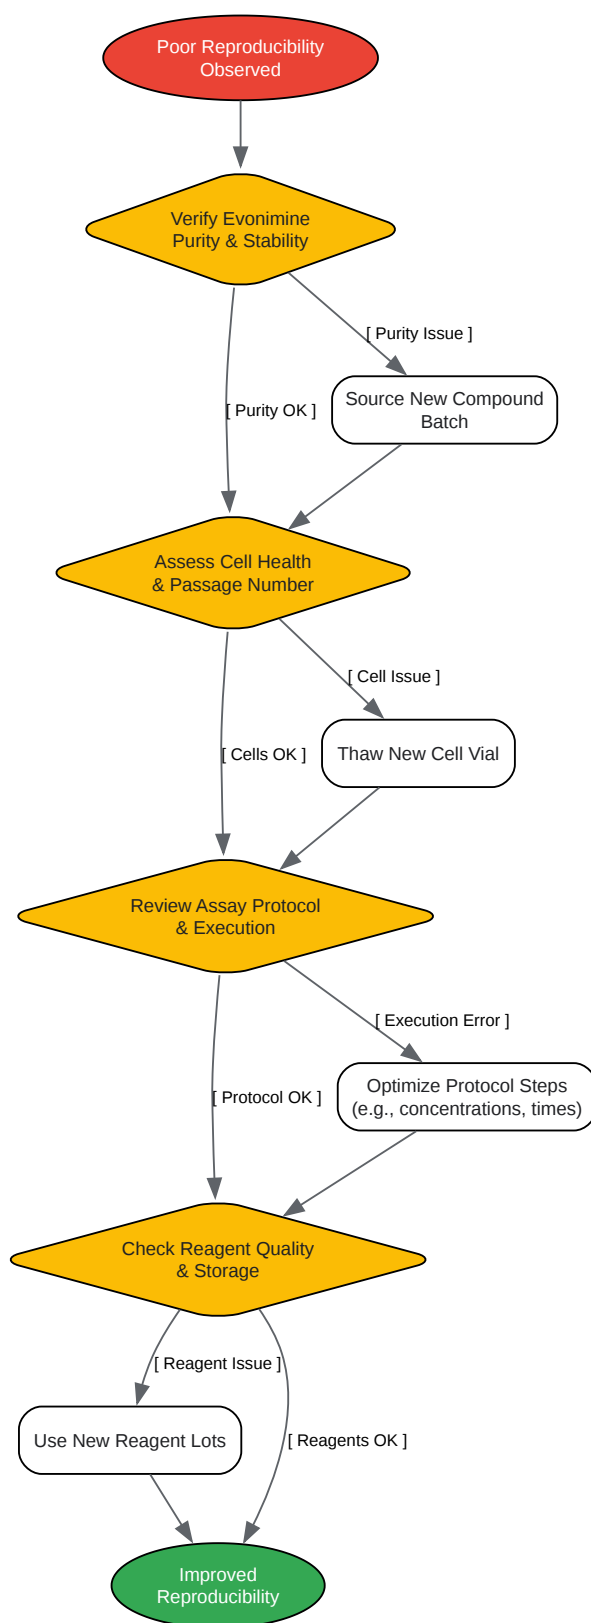 Poor Reproducibility
Observed
Verify Evonimine
Purity & Stability
[ Purity Issue ]
Source New Compound
Batch
[ Purity OK ]
Assess Cell Health
& Passage Number
[ Cell Issue ]
[ Cells OK ]
Thaw New Cell Vial
Review Assay Protocol
& Execution
[ Execution Error ]
Optimize Protocol Steps
(e.g., concentrations, times)
[ Protocol OK ]
Check Reagent Quality
& Storage
[ Reagent Issue ]
Use New Reagent Lots
[ Reagents OK ]
Improved
Reproducibility